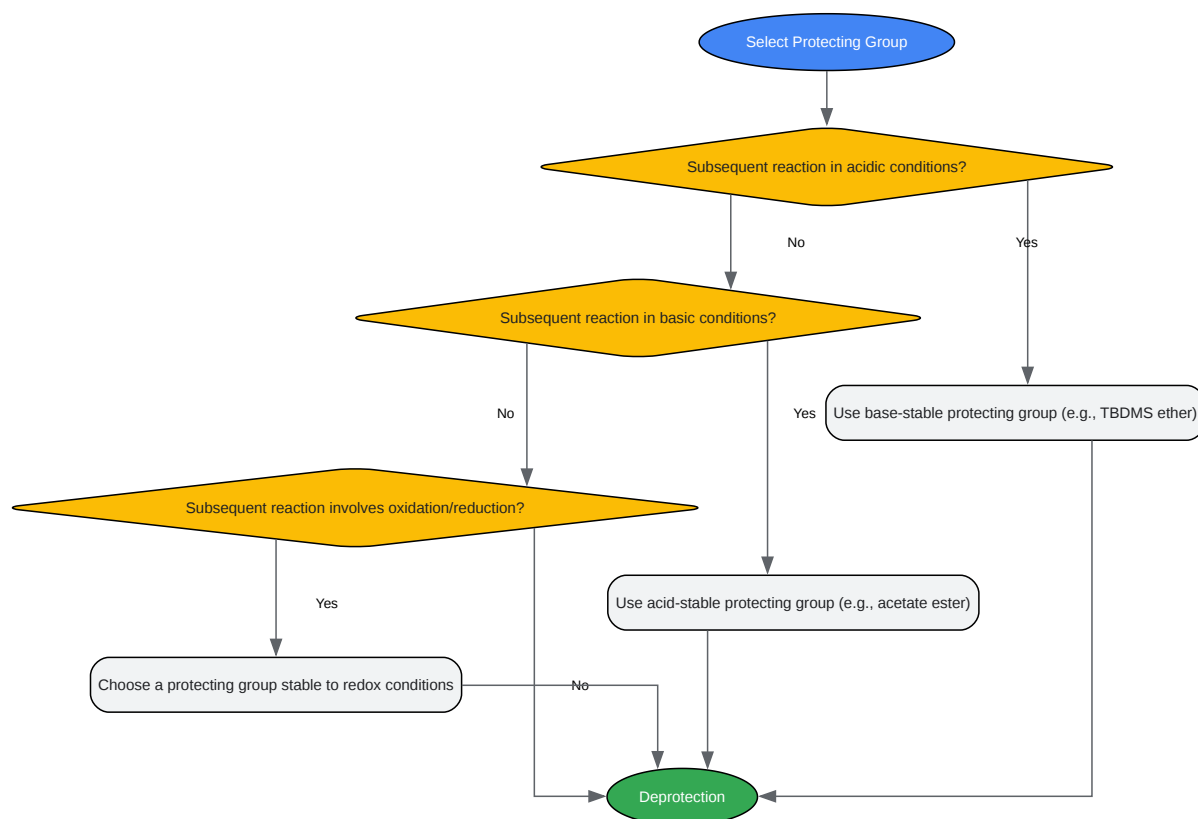 Select Protecting Group
Subsequent reaction in acidic conditions?
No
Yes
Subsequent reaction in basic conditions?
No
Yes
Use base-stable protecting group (e.g., TBDMS ether)
Subsequent reaction involves oxidation/reduction?
Yes
Use acid-stable protecting group (e.g., acetate ester)
Choose a protecting group stable to redox conditions
No
Deprotection